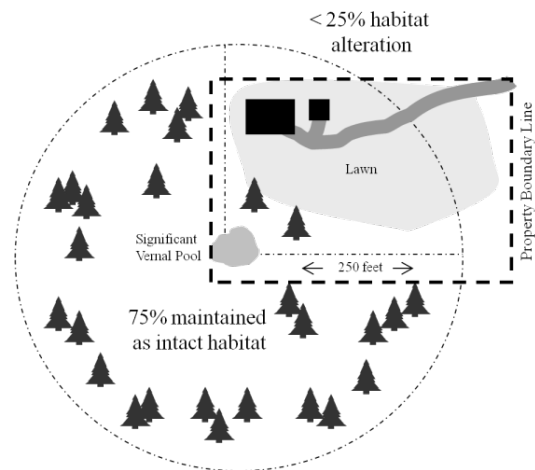 < 25% habitat
alteration
Property Boundary Line
Lawn
Significant
Vernal Pool
250 feet
75% maintained
as intact habitat